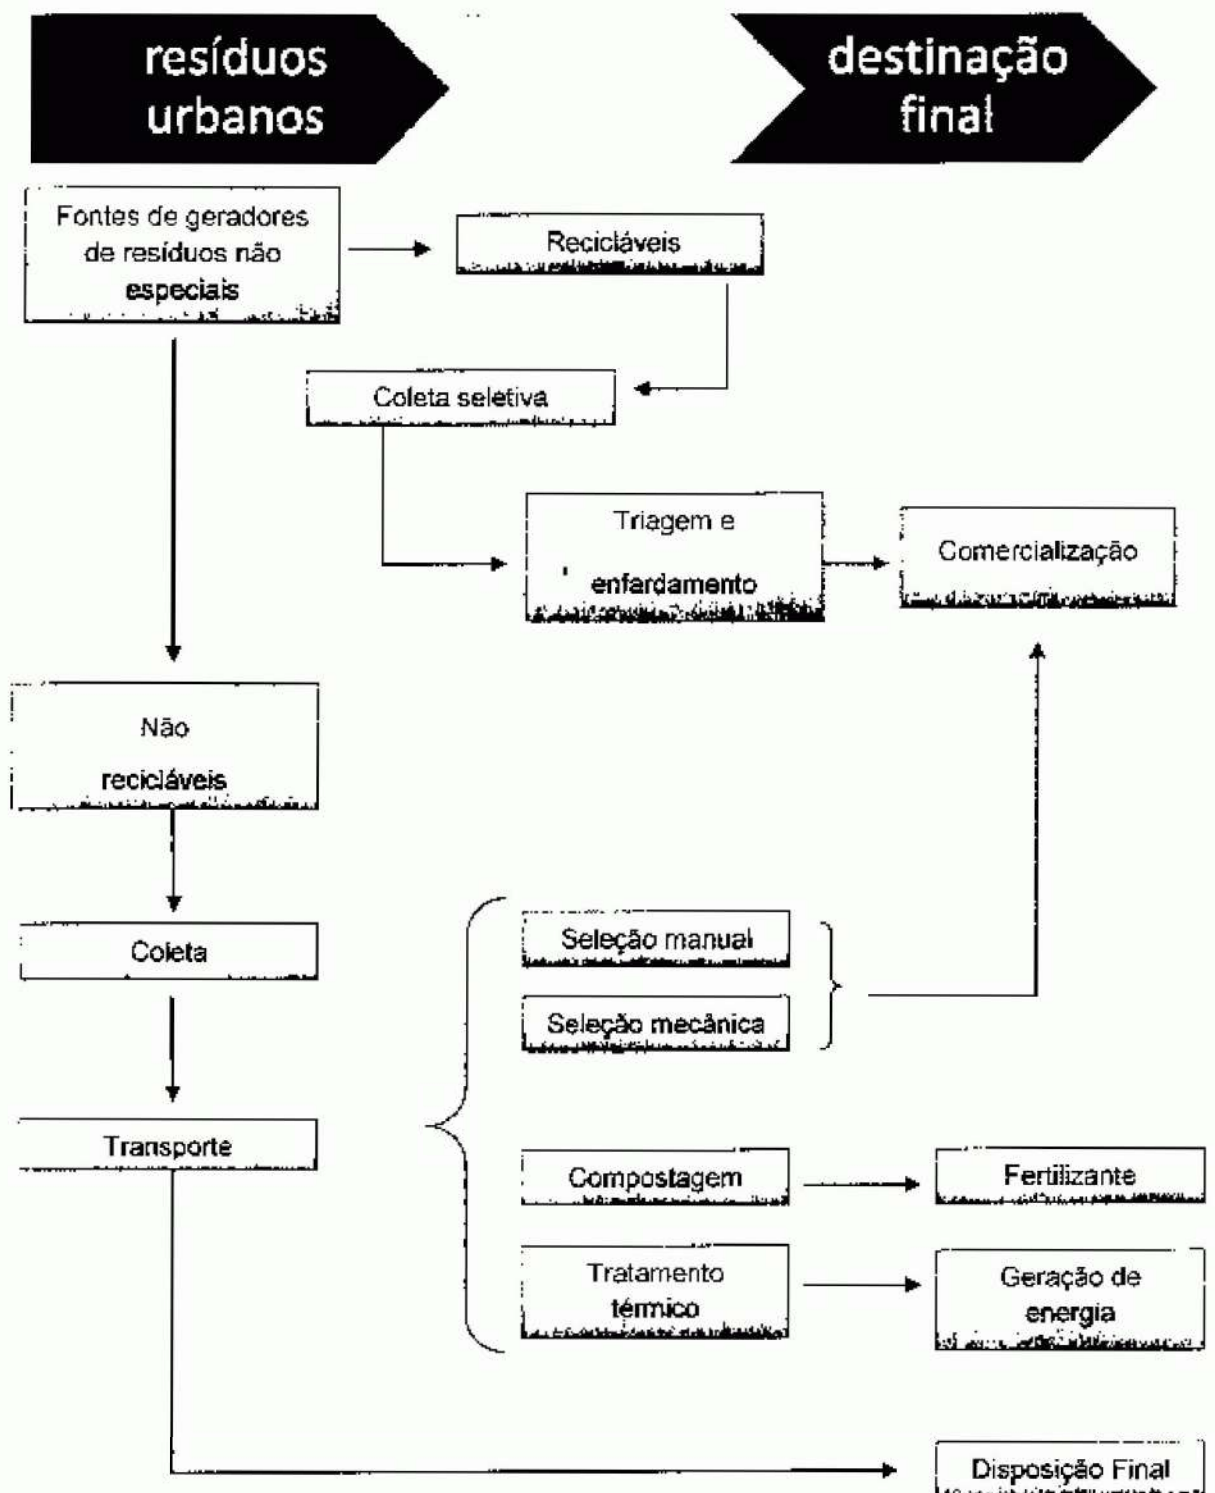 resíduos
urbanos
destinação
final
Fontes de geradores
de resíduos não
especiais
Recicláveis
Coleta seletiva
Triagem e
enfardamento
Comercialização
Não
recicláveis
Coleta
Seleção manual
Seleção mecânica
Transporte
Compostagem
Fertilizante
Tratamento
térmico
Geração de
energia
Disposição Final